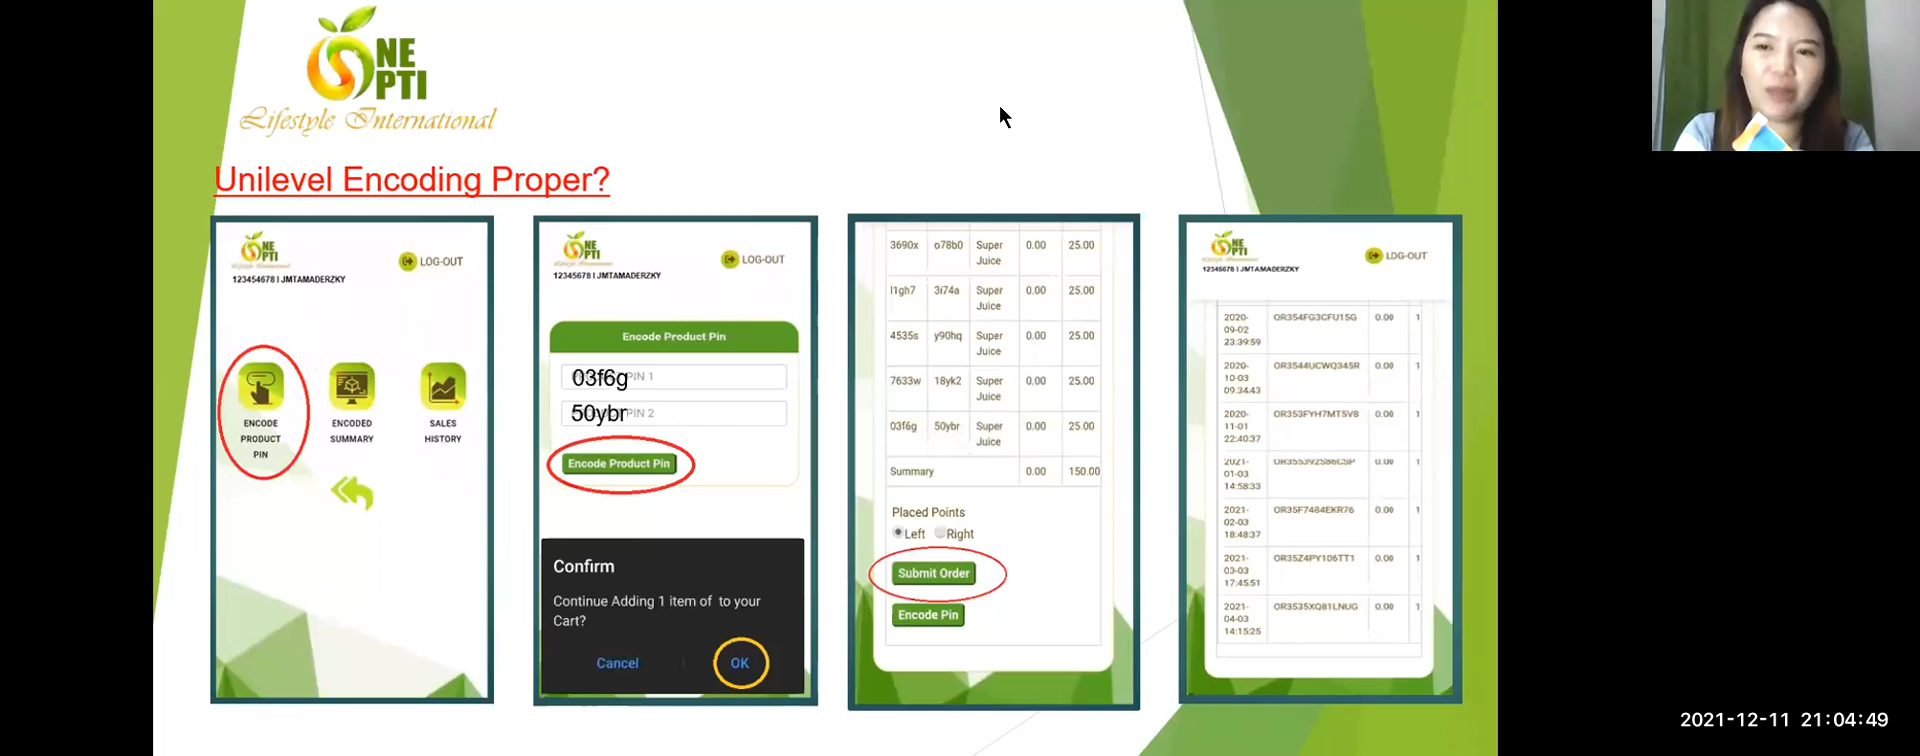 NE
PTI
Lifestyle International
Unilevel Encoding Proper?
NE
PTI
LOG-OUT
123454678 I JMTAMADERZKY
ENCODE
PRODUCT
PIN
ENCODED
SUMMARY
SALES
HISTORY
NE
PTI
LOG-OUT
12345678 I JMTAMADERZKY
Encode Product Pin
03f6g PIN 1
50ybr PIN 2
Encode Product Pin
Confirm
Continue Adding 1 item of to your
Cart?
Cancel
OK
3690x o78b0 Super Juice 0.00 25.00
l1gh7 3i74a Super Juice 0.00 25.00
4535s y90hq Super Juice 0.00 25.00
7633w 18yk2 Super Juice 0.00 25.00
03f6g 50ybr Super Juice 0.00 25.00
Summary 0.00 150.00
Placed Points
Left Right
Submit Order
Encode Pin
NE
PTI
LOG-OUT
12345678 I JMTAMADERZKY
2020-09-02 23:39:59 OR354FG3CFU15G 0.00 1
2020-10-03 09:34:43 OR3544UCWQ345R 0.00 1
2020-11-01 22:40:37 OR353FYH7MT5V8 0.00 1
2021-01-03 14:58:33 0.00 1
2021-02-03 18:48:37 OR35F7484EKR76 0.00 1
2021-03-03 17:45:51 OR35Z4PY106TT1 0.00 1
2021-04-03 14:15:25 OR3S35XQ81LNUG 0.00 1
2021-12-11 21:04:49